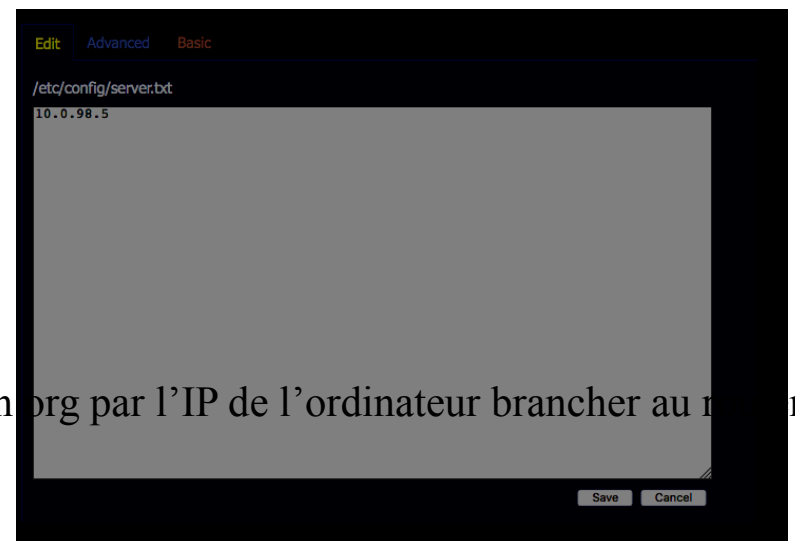 Edit Advanced Basic
/etc/config/server.txt
10.0.98.5
org par l’IP de l’ordinateur brancher au
Save Cancel